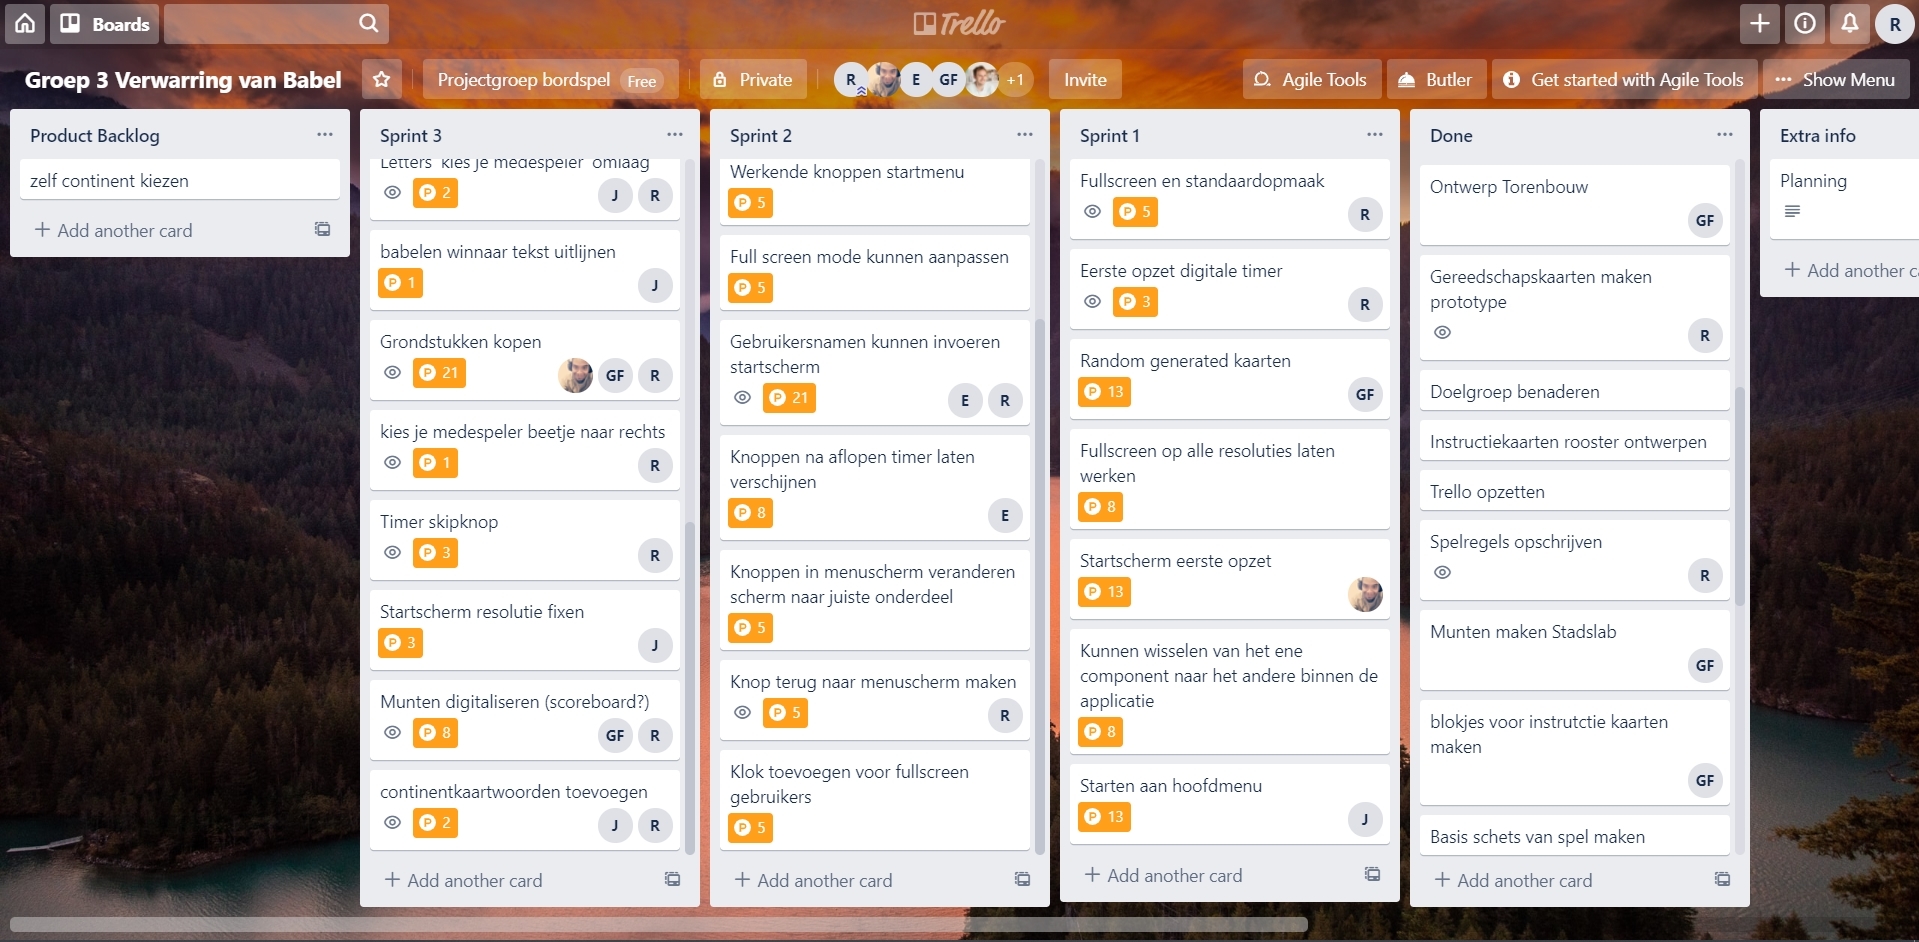 Boards
Trello
R
Groep 3 Verwarring van Babel
Projectgroep bordspel Free
Private
R
E
GF
+1
Invite
Agile Tools
Butler
Get started with Agile Tools
Show Menu
Product Backlog
zelf continent kiezen
Add another card
Sprint 3
Letters 'kies je medespeler' omlaag
P 2
J R
babelen winnaar tekst uitlijnen
P 1
J
Grondstukken kopen
P 21
GF R
kies je medespeler beetje naar rechts
P 1
R
Timer skipknop
P 3
R
Startscherm resolutie fixen
P 3
J
Munten digitaliseren (scoreboard?)
P 8
GF R
continentkaartwoorden toevoegen
P 2
J R
Add another card
Sprint 2
Werkende knoppen startmenu
P 5
Full screen mode kunnen aanpassen
P 5
Gebruikersnamen kunnen invoeren
startscherm
P 21
E R
Knoppen na aflopen timer laten
verschijnen
P 8
E
Knoppen in menuscherm veranderen
scherm naar juiste onderdeel
P 5
Knop terug naar menuscherm maken
P 5
R
Klok toevoegen voor fullscreen
gebruikers
P 5
Add another card
Sprint 1
Fullscreen en standaardopmaak
P 5
R
Eerste opzet digitale timer
P 3
R
Random generated kaarten
P 13
GF
Fullscreen op alle resoluties laten
werken
P 8
Startscherm eerste opzet
P 13
Kunnen wisselen van het ene
component naar het andere binnen de
applicatie
P 8
Starten aan hoofdmenu
P 13
J
Add another card
Done
Ontwerp Torenbouw
GF
Gereedschapskaarten maken
prototype
R
Doelgroep benaderen
Instructiekaarten rooster ontwerpen
Trello opzetten
Spelregels opschrijven
R
Munten maken Stadslab
GF
blokjes voor instrutctie kaarten
maken
GF
Basis schets van spel maken
Add another card
Extra info
Planning
Add another c